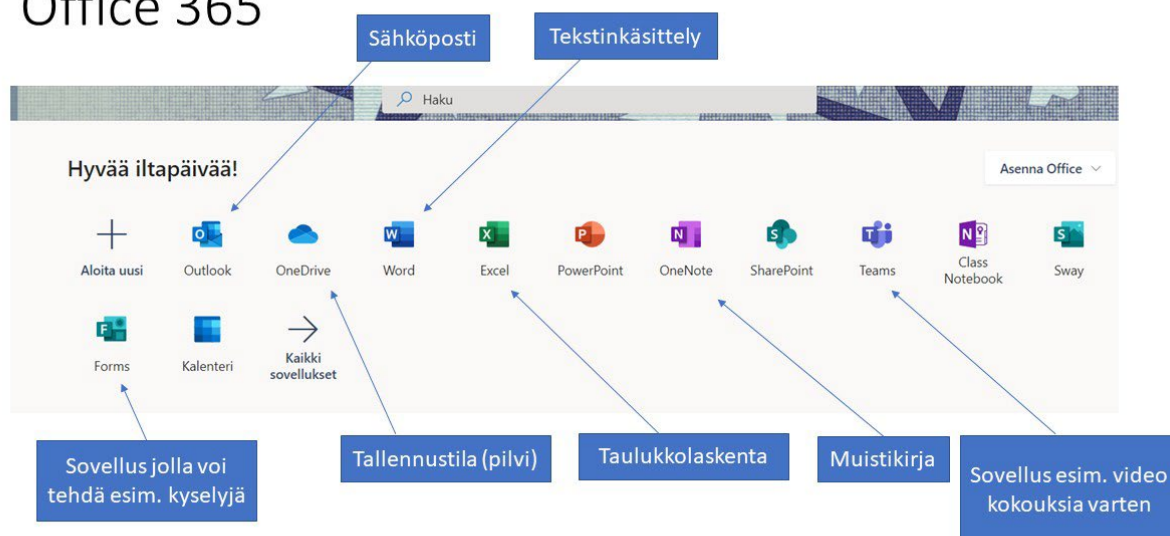 Office 365
Sähköposti
Tekstinkäsittely
Haku
Hyvää iltapäivää!
Asenna Office
Aloita uusi
Outlook
OneDrive
Word
Excel
PowerPoint
OneNote
SharePoint
Teams
Class
Notebook
Sway
Forms
Kalenteri
Kaikki
sovellukset
Sovellus jolla voi
tehdä esim. kyselyjä
Tallennustila (pilvi)
Taulukkolaskenta
Muistikirja
Sovellus esim. video
kokouksia varten